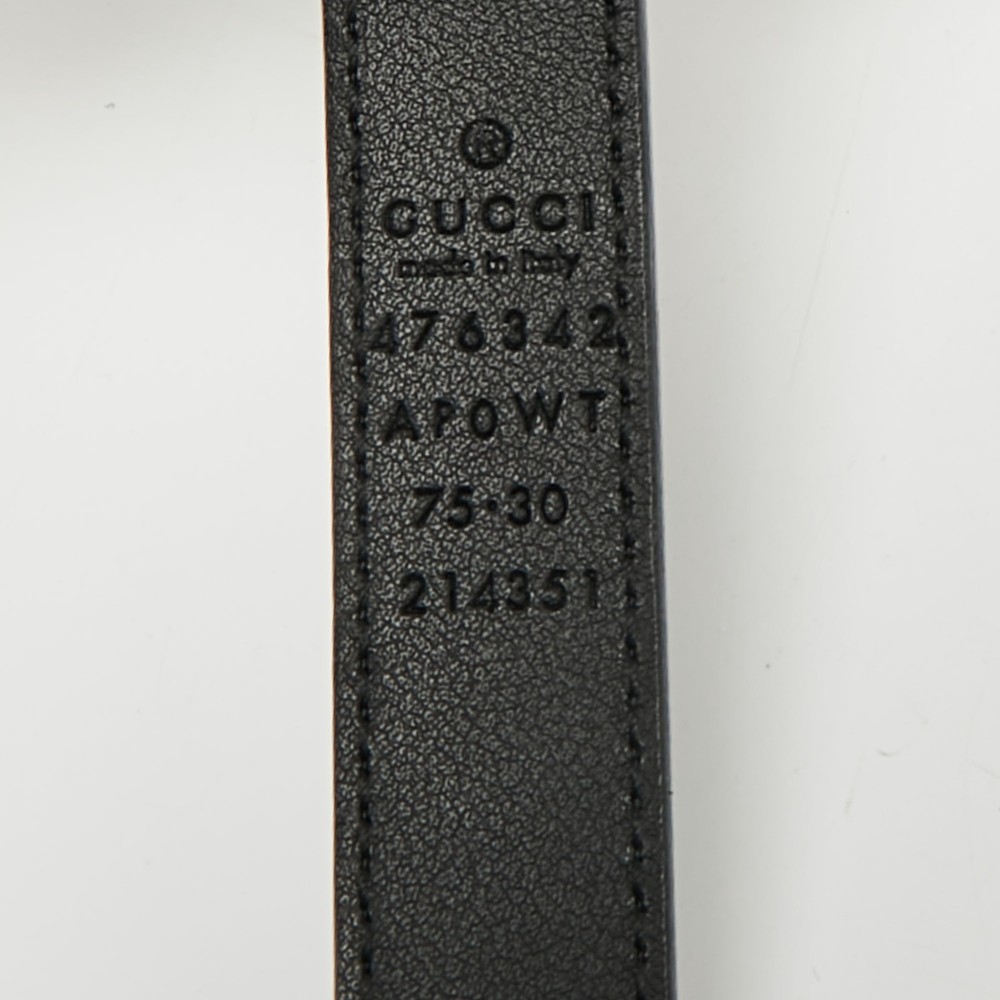 ®
GUCCI
made in italy
476342
AP0WT
75·30
214351